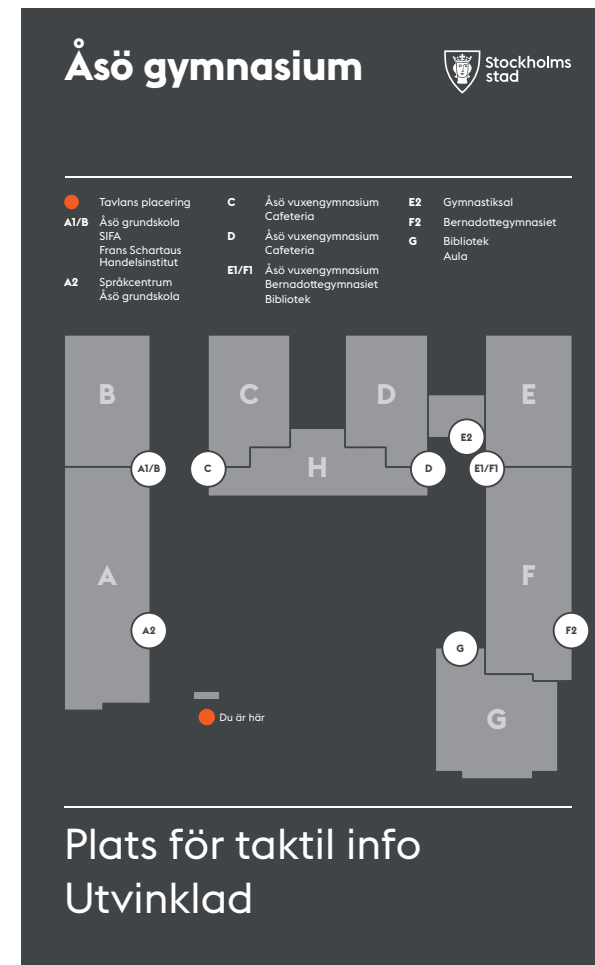 Åsö gymnasium
Stockholms
stad
Tavlans placering
A1/B Åsö grundskola
SIFA
Frans Schartaus
Handelsinstitut
A2 Språkcentrum
Åsö grundskola
C Åsö vuxengymnasium
Cafeteria
D Åsö vuxengymnasium
Cafeteria
E1/F1 Åsö vuxengymnasium
Bernadottegymnasiet
Bibliotek
E2 Gymnastiksal
F2 Bernadottegymnasiet
G Bibliotek
Aula
B
C
D
E
E2
A1/B
C
H
D
E1/F1
A
F
A2
F2
G
G
Du är här
Plats för taktil info
Utvinklad